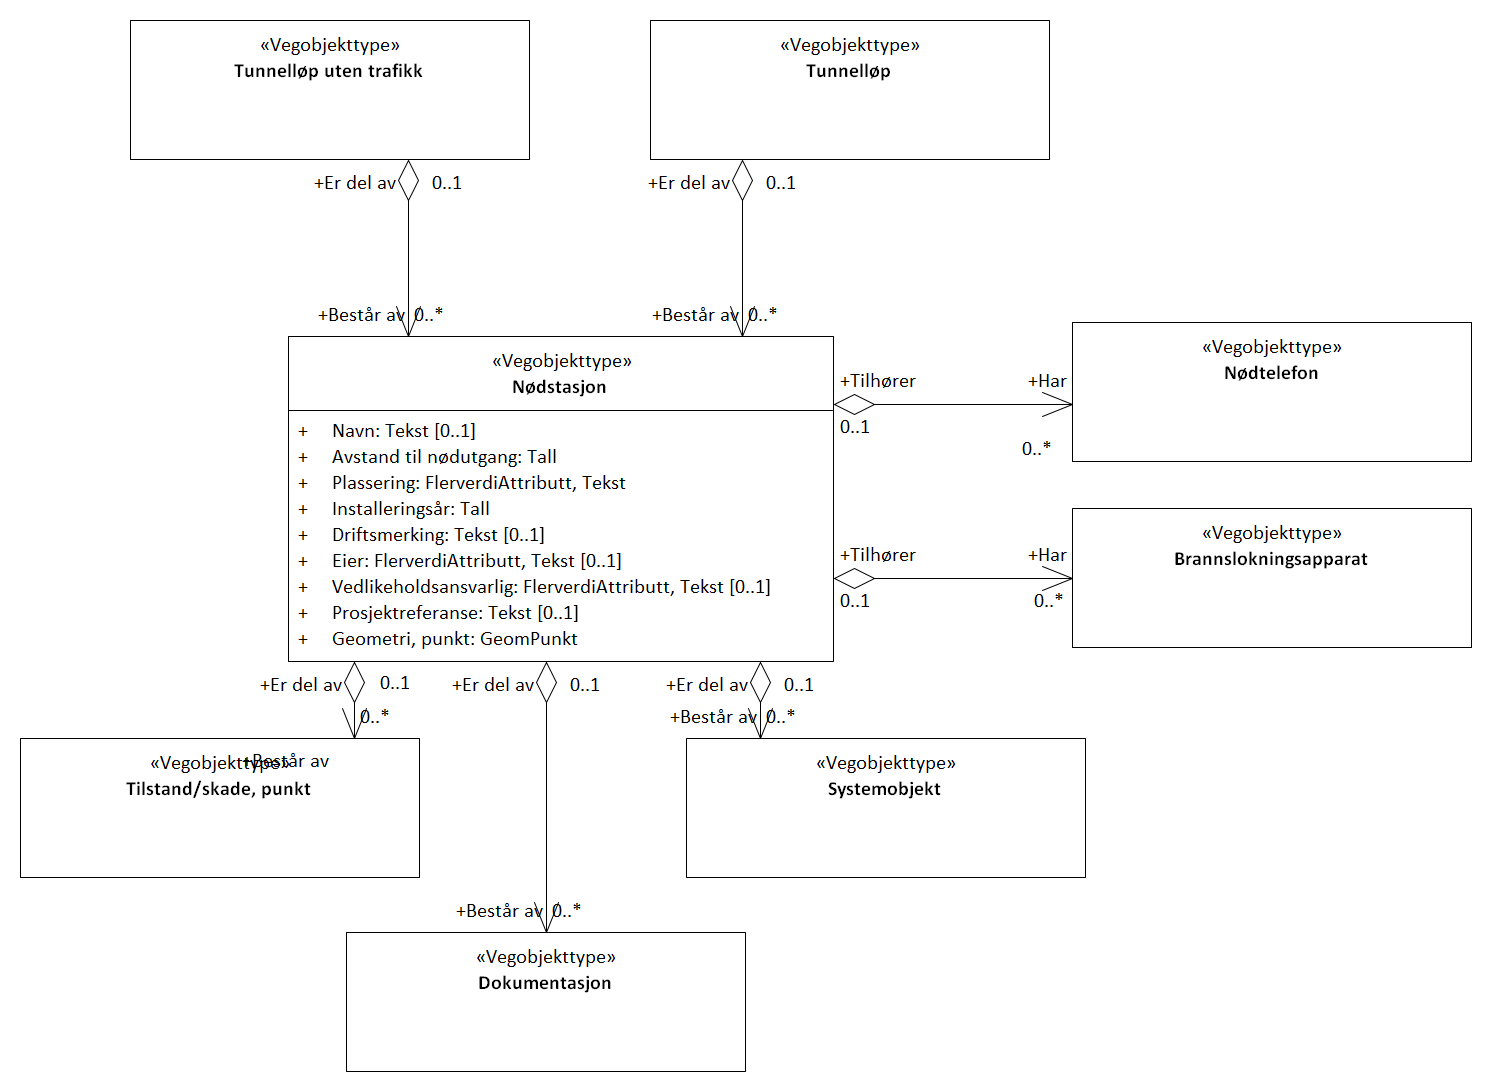 «Vegobjekttype»
Tunnelløp uten trafikk
«Vegobjekttype»
Tunnelløp
+Er del av
0..1
+Er del av
0..1
+Består av
0..*
+Består av
0..*
«Vegobjekttype»
Nødstasjon
+ Navn: Tekst [0..1]
+ Avstand til nødutgang: Tall
+ Plassering: FlerverdiAttributt, Tekst
+ Installeringsår: Tall
+ Driftsmerking: Tekst [0..1]
+ Eier: FlerverdiAttributt, Tekst [0..1]
+ Vedlikeholdsansvarlig: FlerverdiAttributt, Tekst [0..1]
+ Prosjektreferanse: Tekst [0..1]
+ Geometri, punkt: GeomPunkt
+Tilhører
+Har
0..1
0..*
«Vegobjekttype»
Nødtelefon
+Tilhører
+Har
0..1
0..*
«Vegobjekttype»
Brannslokningsapparat
+Er del av
0..1
+Er del av
0..1
+Er del av
0..1
0..*
+Består av
0..*
«Vegobjekttype»
+Består av
Tilstand/skade, punkt
«Vegobjekttype»
Systemobjekt
+Består av
0..*
«Vegobjekttype»
Dokumentasjon